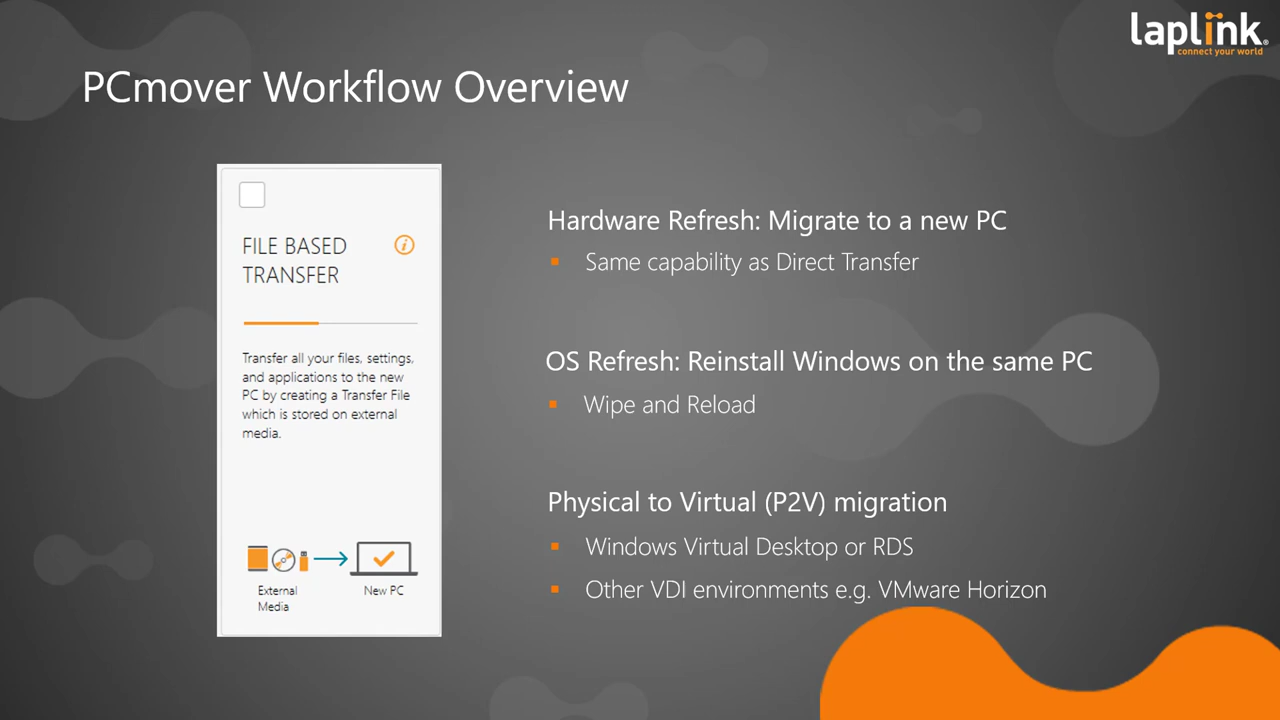 laplink®
connect your world
PCmover Workflow Overview
FILE BASED
TRANSFER
Transfer all your files, settings,
and applications to the new
PC by creating a Transfer File
which is stored on external
media.
External
Media
New PC
Hardware Refresh: Migrate to a new PC
▪ Same capability as Direct Transfer
OS Refresh: Reinstall Windows on the same PC
▪ Wipe and Reload
Physical to Virtual (P2V) migration
▪ Windows Virtual Desktop or RDS
▪ Other VDI environments e.g. VMware Horizon